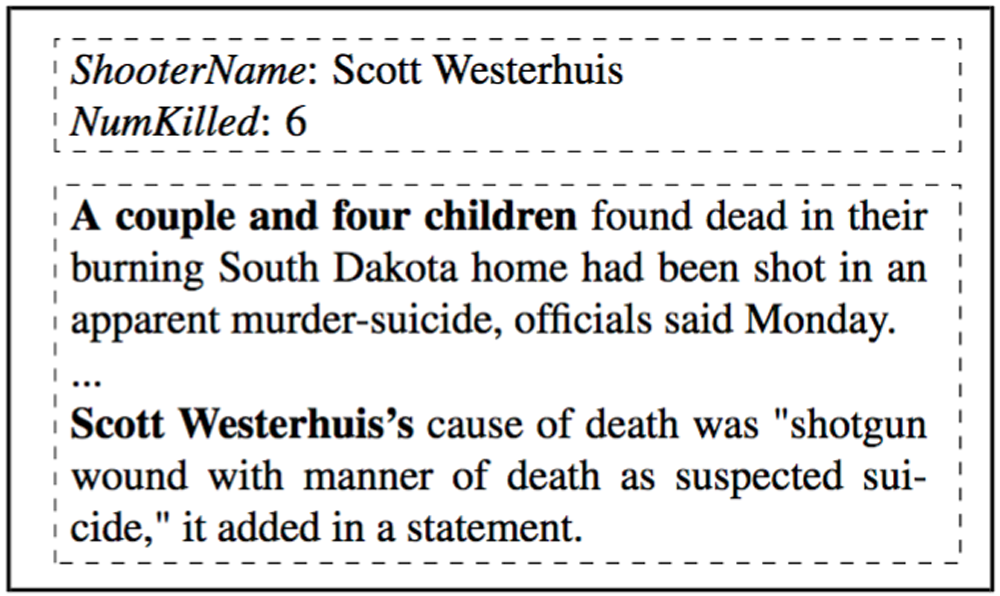 ShooterName: Scott Westerhuis
NumKilled: 6
A couple and four children found dead in their
burning South Dakota home had been shot in an
apparent murder-suicide, officials said Monday.
...
Scott Westerhuis's cause of death was "shotgun
wound with manner of death as suspected sui-
cide," it added in a statement.